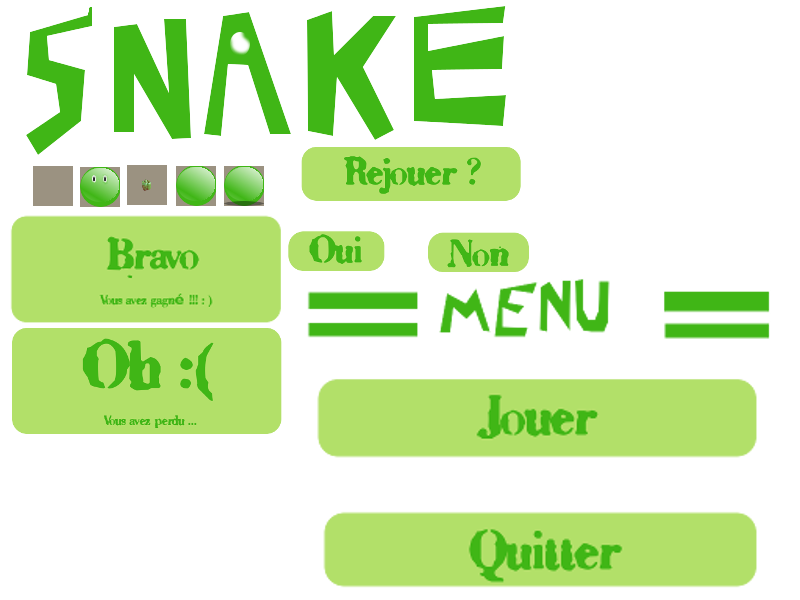 SNAKE
Rejouer ?
Bravo
Vous avez gagné !!! : )
Oui
Non
MENU
Oh :(
Vous avez perdu ...
Jouer
Quitter